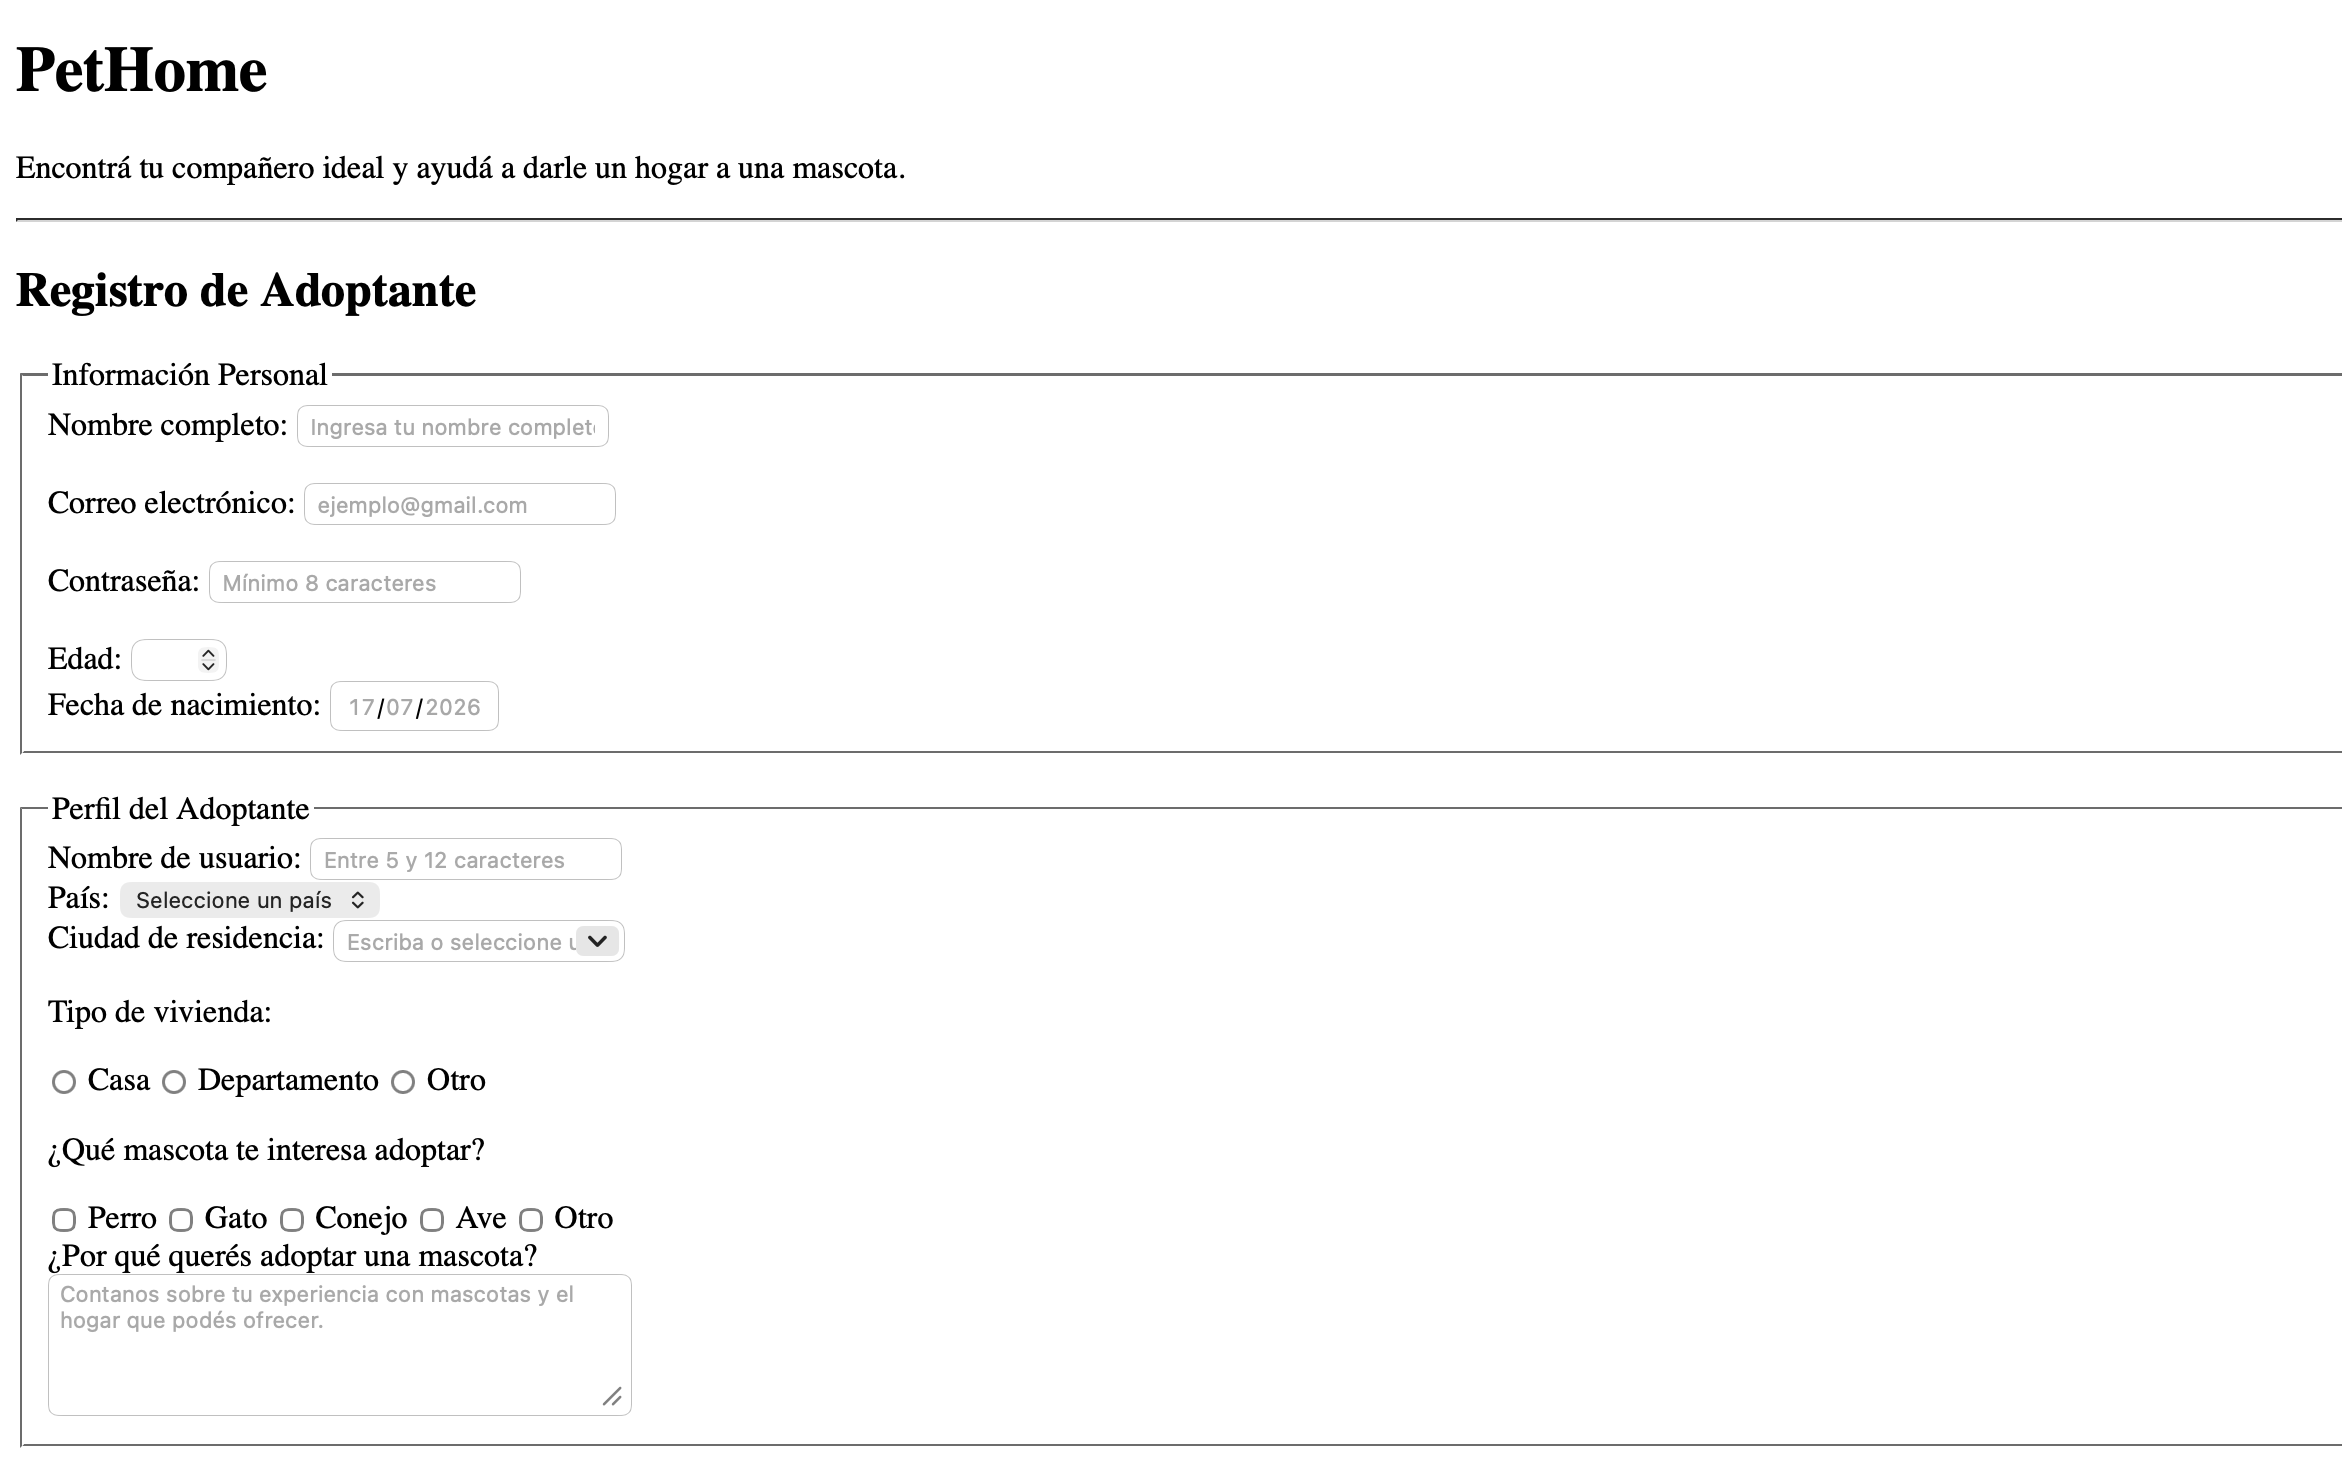 PetHome
Encontrá tu compañero ideal y ayudá a darle un hogar a una mascota.
Registro de Adoptante
Información Personal
Nombre completo: Ingresa tu nombre complet
Correo electrónico: ejemplo@gmail.com
Contraseña: Mínimo 8 caracteres
Edad:
Fecha de nacimiento: 17/07/2026
Perfil del Adoptante
Nombre de usuario: Entre 5 y 12 caracteres
País: Seleccione un país
Ciudad de residencia: Escriba o seleccione
Tipo de vivienda:
Casa Departamento Otro
¿Qué mascota te interesa adoptar?
Perro Gato Conejo Ave Otro
¿Por qué querés adoptar una mascota?
Contanos sobre tu experiencia con mascotas y el
hogar que podés ofrecer.